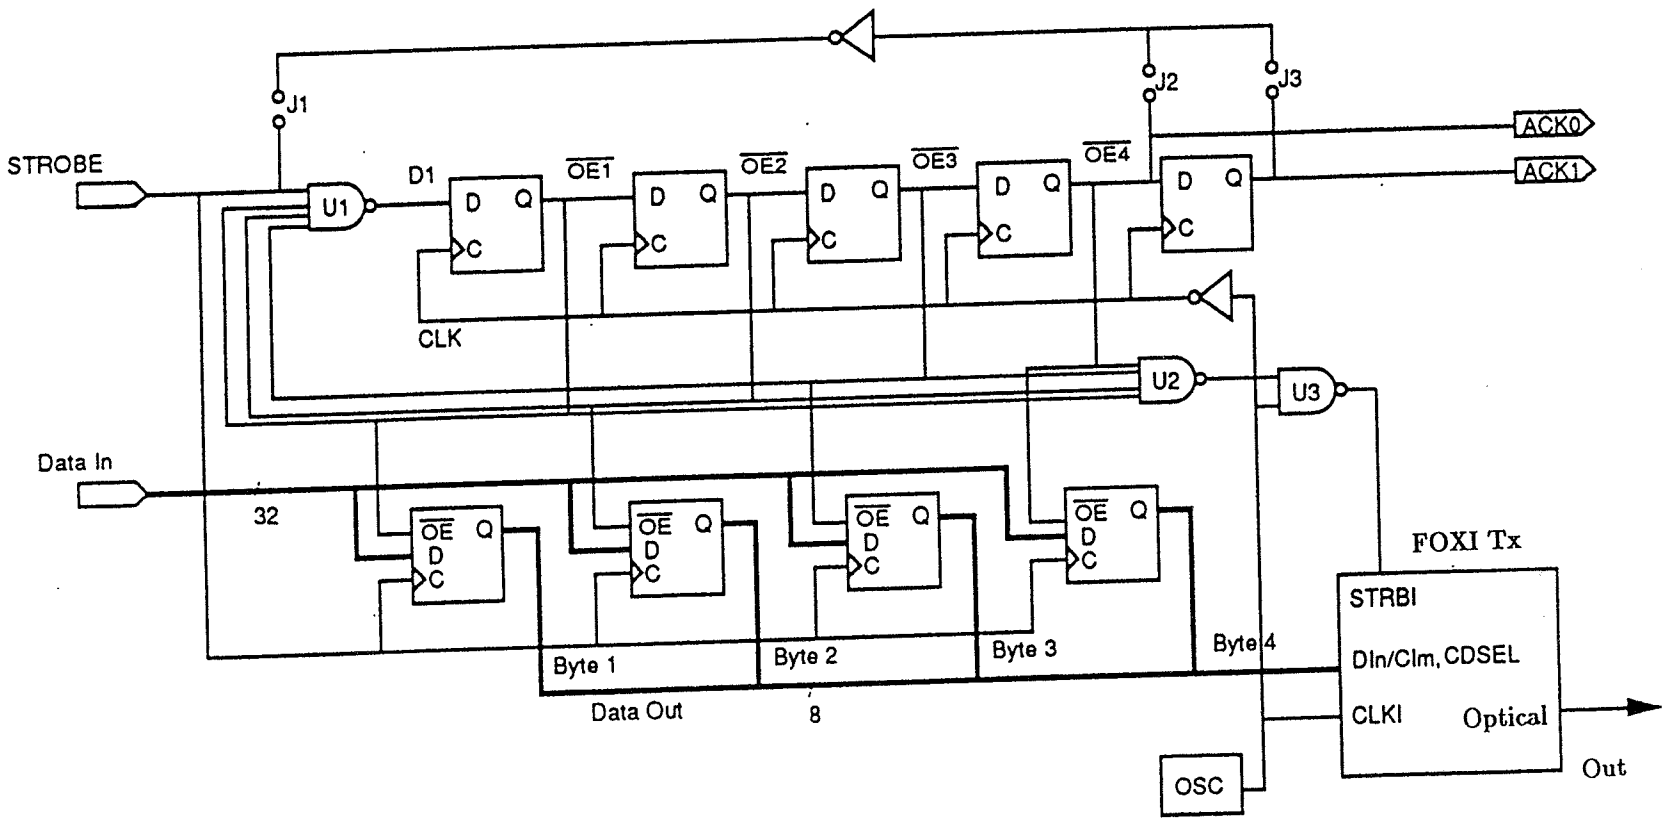 J1
J2
J3
ACK0
STROBE
D1
OE1
OE2
OE3
OE4
ACK1
U1
D Q
C
D Q
C
D Q
C
D Q
C
D Q
C
CLK
U2
U3
Data In
32
OE Q
D
C
OE Q
D
C
OE Q
D
C
OE Q
D
C
FOXI Tx
STRBI
Byte 1
Byte 2
Byte 3
Byte 4
DIn/CIm, CDSEL
Data Out
8
CLKI
Optical
Out
OSC